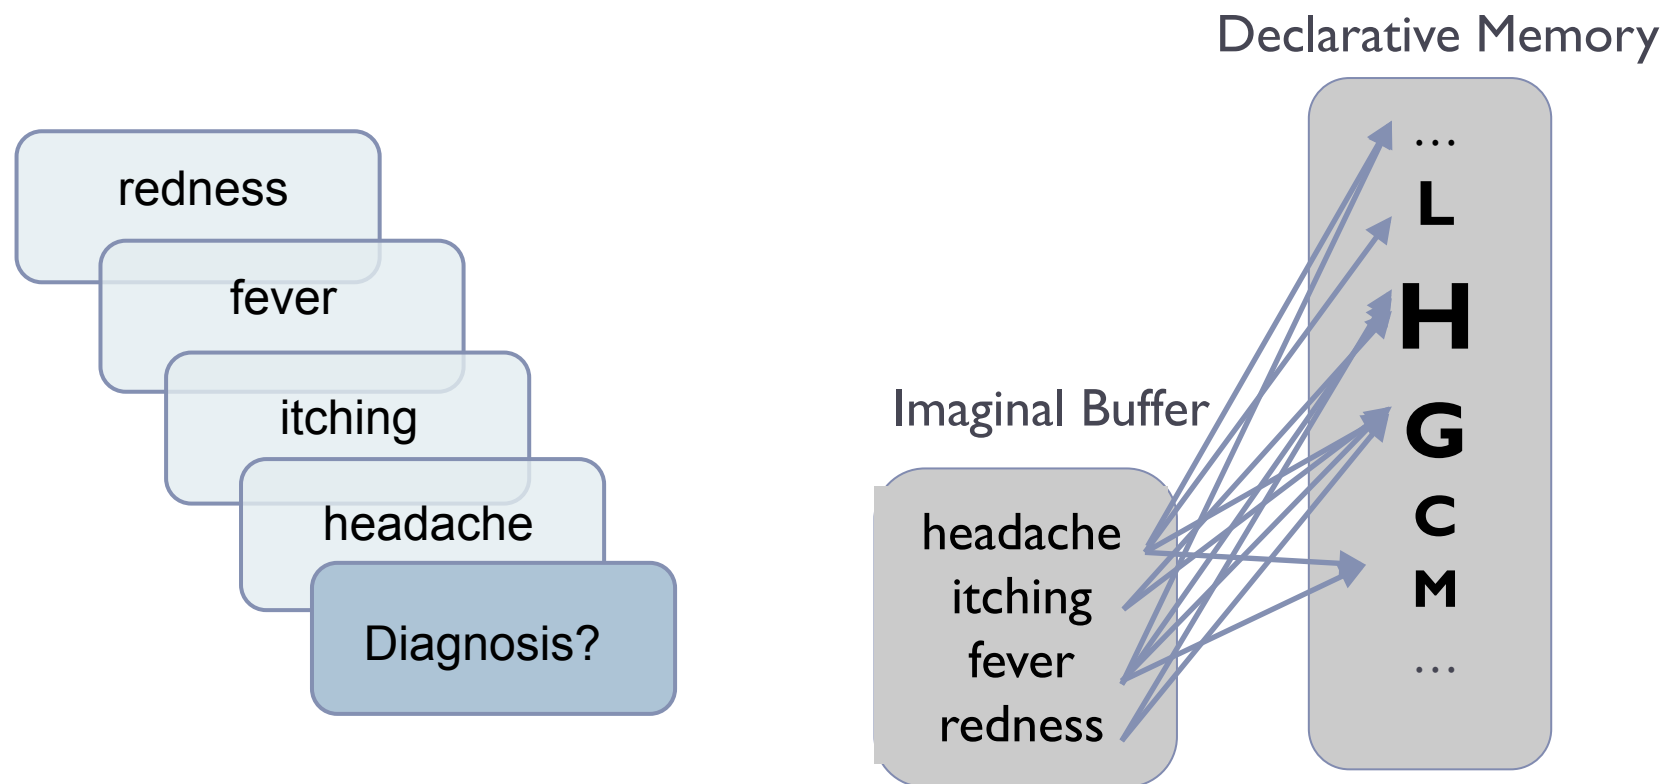 redness
fever
itching
headache
Diagnosis?
Imaginal Buffer
headache
itching
fever
redness
Declarative Memory
...
L
H
G
C
M
...